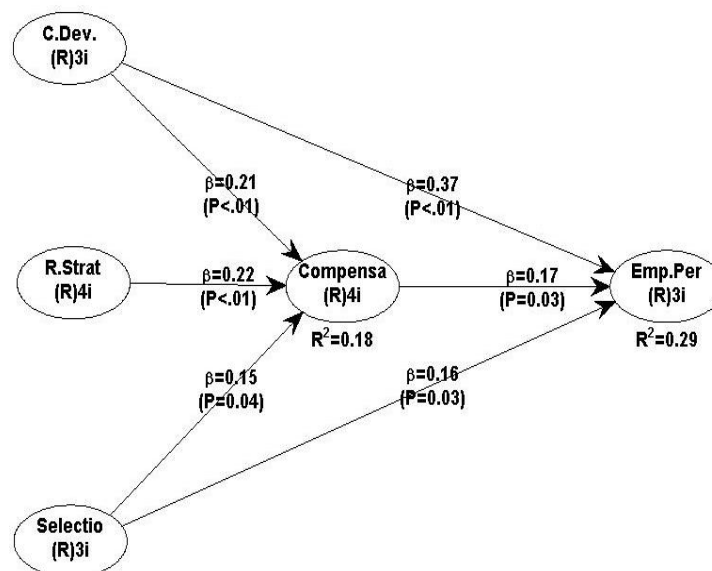 C.Dev.
(R)3i
β=0.21
(P<.01)
β=0.37
(P<.01)
R.Strat
(R)4i
β=0.22
(P<.01)
Compensa
(R)4i
R²=0.18
β=0.17
(P=0.03)
Emp.Per
(R)3i
R²=0.29
β=0.15
(P=0.04)
β=0.16
(P=0.03)
Selectio
(R)3i